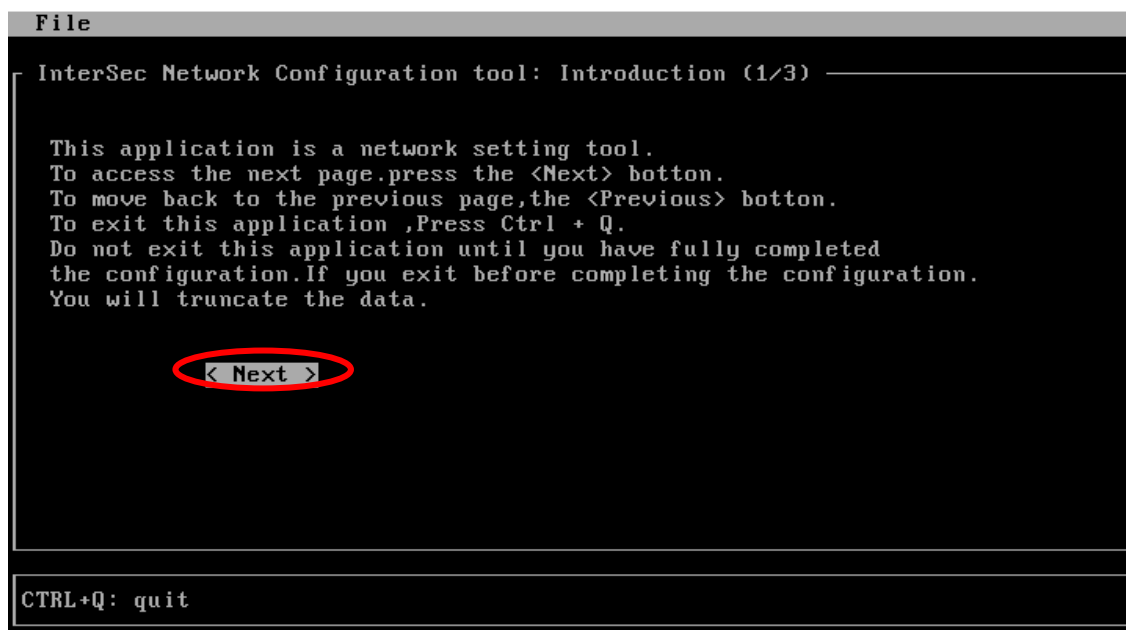 File
InterSec Network Configuration tool: Introduction (1/3)
This application is a network setting tool.
To access the next page.press the <Next> botton.
To move back to the previous page,the <Previous> botton.
To exit this application ,Press Ctrl + Q.
Do not exit this application until you have fully completed
the configuration.If you exit before completing the configuration.
You will truncate the data.
< Next >
CTRL+Q: quit